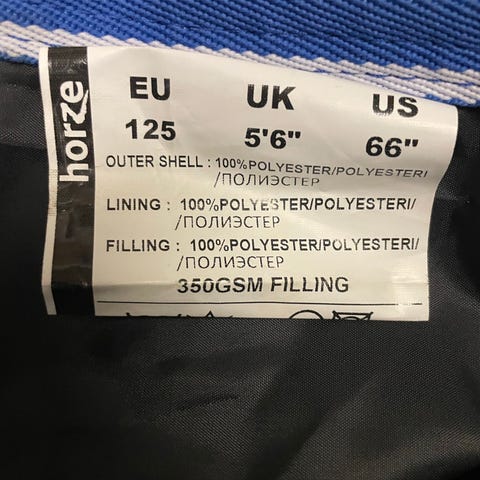 horze
EU UK US
125 5'6" 66"
OUTER SHELL : 100%POLYESTER/POLYESTERI/
/ПОЛИЭСТЕР
LINING : 100%POLYESTER/POLYESTERI/
/ПОЛИЭСТЕР
FILLING : 100%POLYESTER/POLYESTERI/
/ПОЛИЭСТЕР
350GSM FILLING